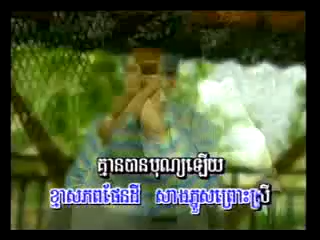 គ្មានបានបុណ្យឡើយ
ខ្មាសភពផែនដី សាងភ្នួសព្រោះស្រី